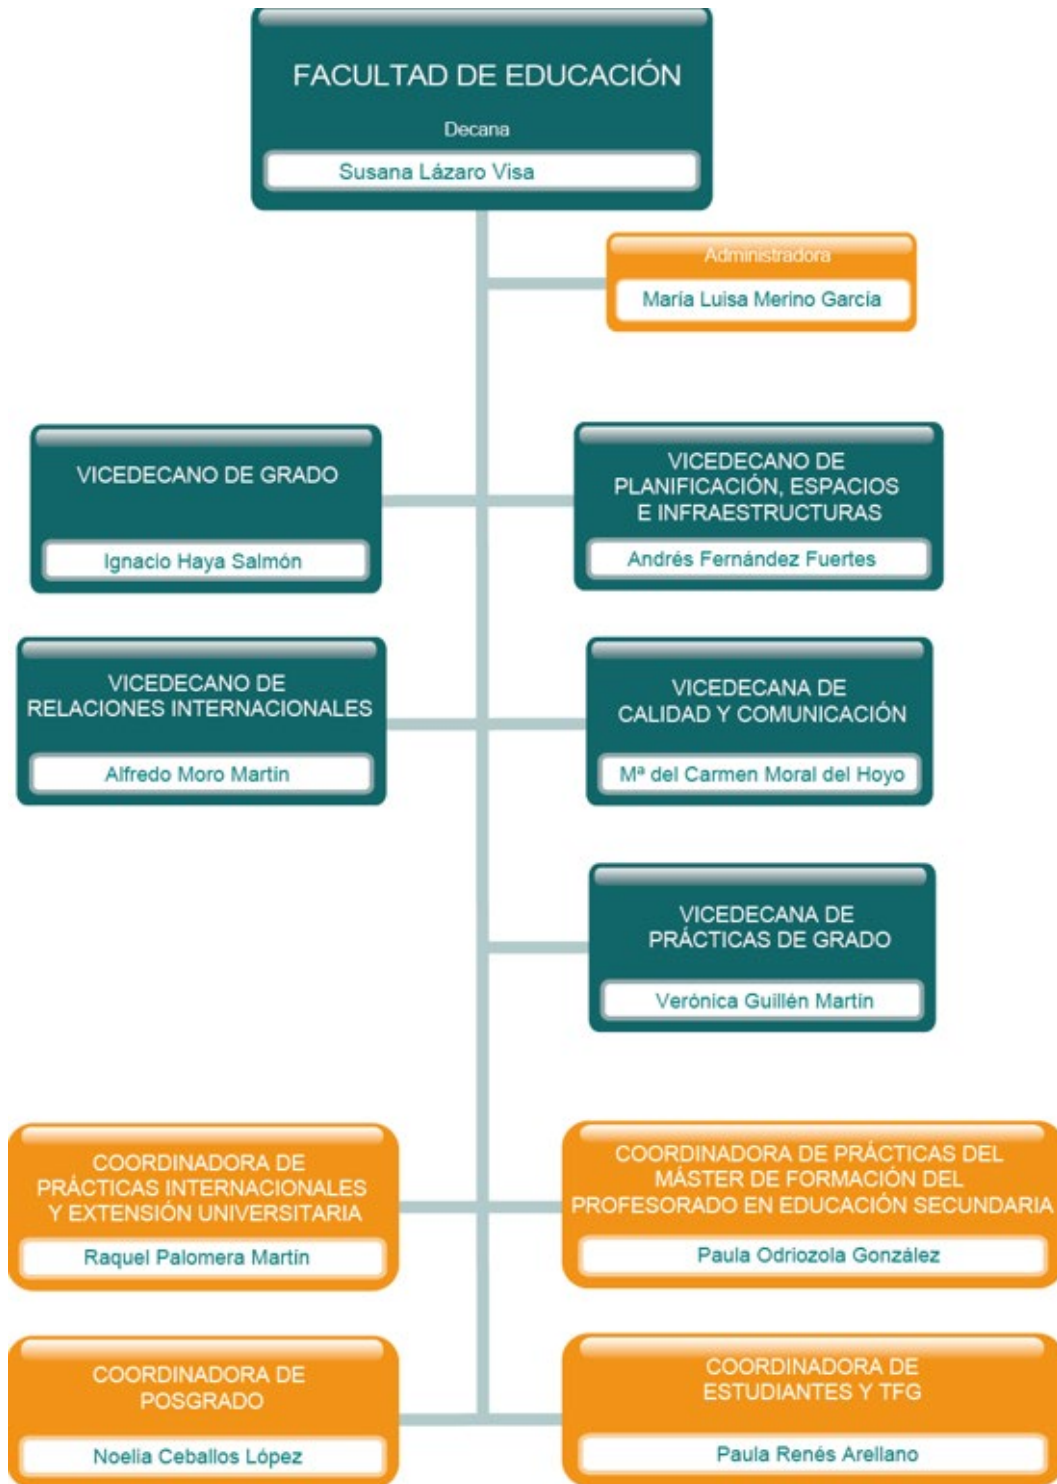 FACULTAD DE EDUCACIÓN
Decana
Susana Lázaro Visa
Administradora
María Luisa Merino García
VICEDECANO DE GRADO
Ignacio Haya Salmón
VICEDECANO DE
PLANIFICACIÓN, ESPACIOS
E INFRAESTRUCTURAS
Andrés Fernández Fuertes
VICEDECANO DE
RELACIONES INTERNACIONALES
Alfredo Moro Martín
VICEDECANA DE
CALIDAD Y COMUNICACIÓN
Mª del Carmen Moral del Hoyo
VICEDECANA DE
PRÁCTICAS DE GRADO
Verónica Guillén Martín
COORDINADORA DE
PRÁCTICAS INTERNACIONALES
Y EXTENSIÓN UNIVERSITARIA
Raquel Palomera Martín
COORDINADORA DE PRÁCTICAS DEL
MÁSTER DE FORMACIÓN DEL
PROFESORADO EN EDUCACIÓN SECUNDARIA
Paula Odriozola González
COORDINADORA DE
POSGRADO
Noelia Ceballos López
COORDINADORA DE
ESTUDIANTES Y TFG
Paula Renés Arellano